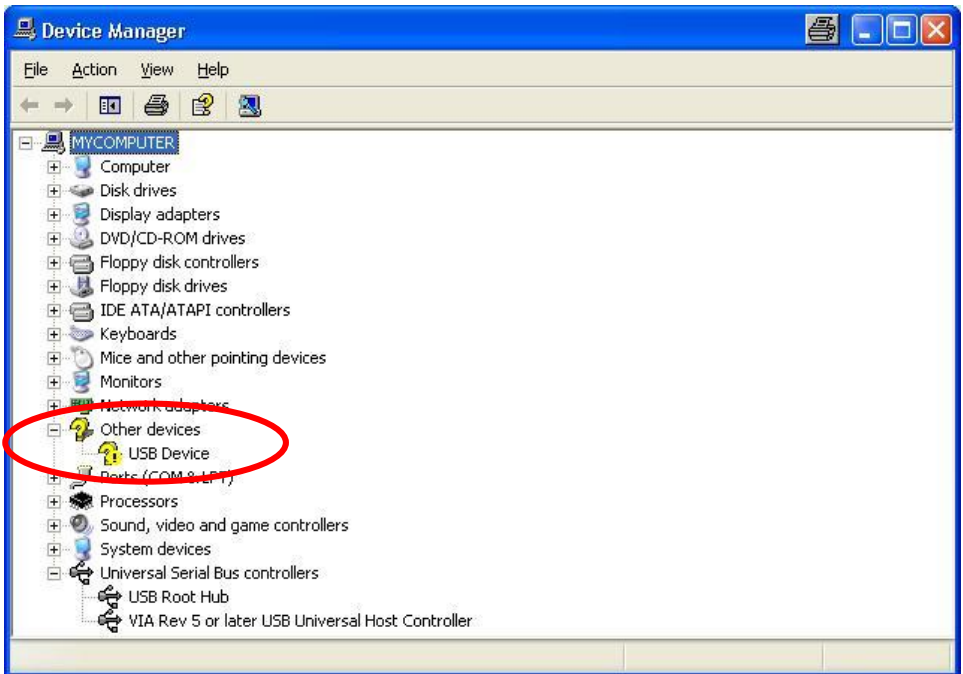 Device Manager
File Action View Help
MYCOMPUTER
Computer
Disk drives
Display adapters
DVD/CD-ROM drives
Floppy disk controllers
Floppy disk drives
IDE ATA/ATAPI controllers
Keyboards
Mice and other pointing devices
Monitors
Network adapters
Other devices
USB Device
Ports (COM & LPT)
Processors
Sound, video and game controllers
System devices
Universal Serial Bus controllers
USB Root Hub
VIA Rev 5 or later USB Universal Host Controller